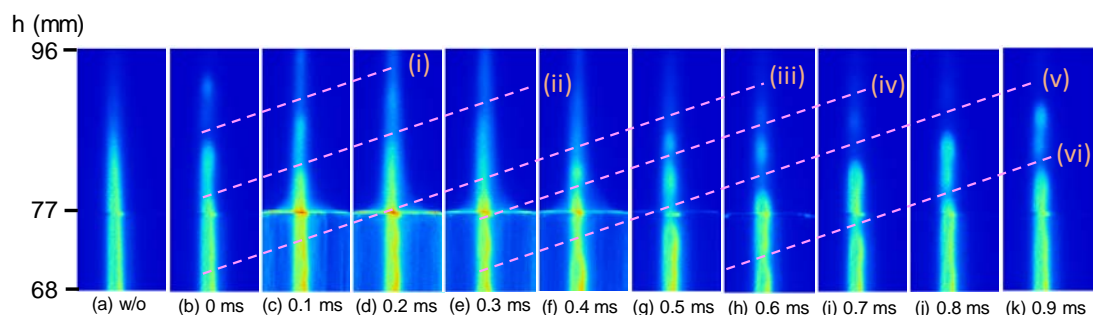 h (mm)
96
77
68
(i)
(ii)
(iii)
(iv)
(v)
(vi)
(a) w/o
(b) 0 ms
(c) 0.1 ms
(d) 0.2 ms
(e) 0.3 ms
(f) 0.4 ms
(g) 0.5 ms
(h) 0.6 ms
(i) 0.7 ms
(j) 0.8 ms
(k) 0.9 ms